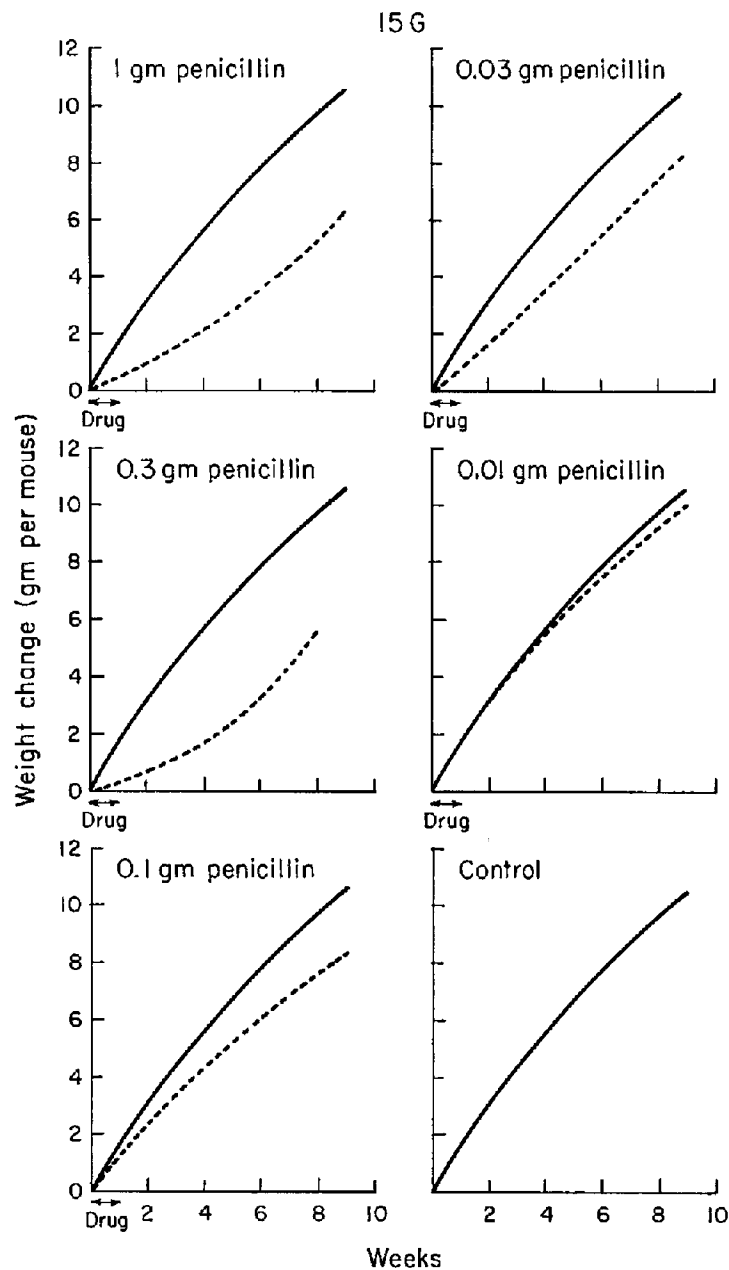 15 G
1 gm penicillin
12
10
8
6
4
2
0
Drug
0.03 gm penicillin
Drug
Weight change (gm per mouse)
0.3 gm penicillin
12
10
8
6
4
2
0
Drug
0.01 gm penicillin
Drug
0.1 gm penicillin
12
10
8
6
4
2
0
Drug 2 4 6 8 10
Control
2 4 6 8 10
Weeks